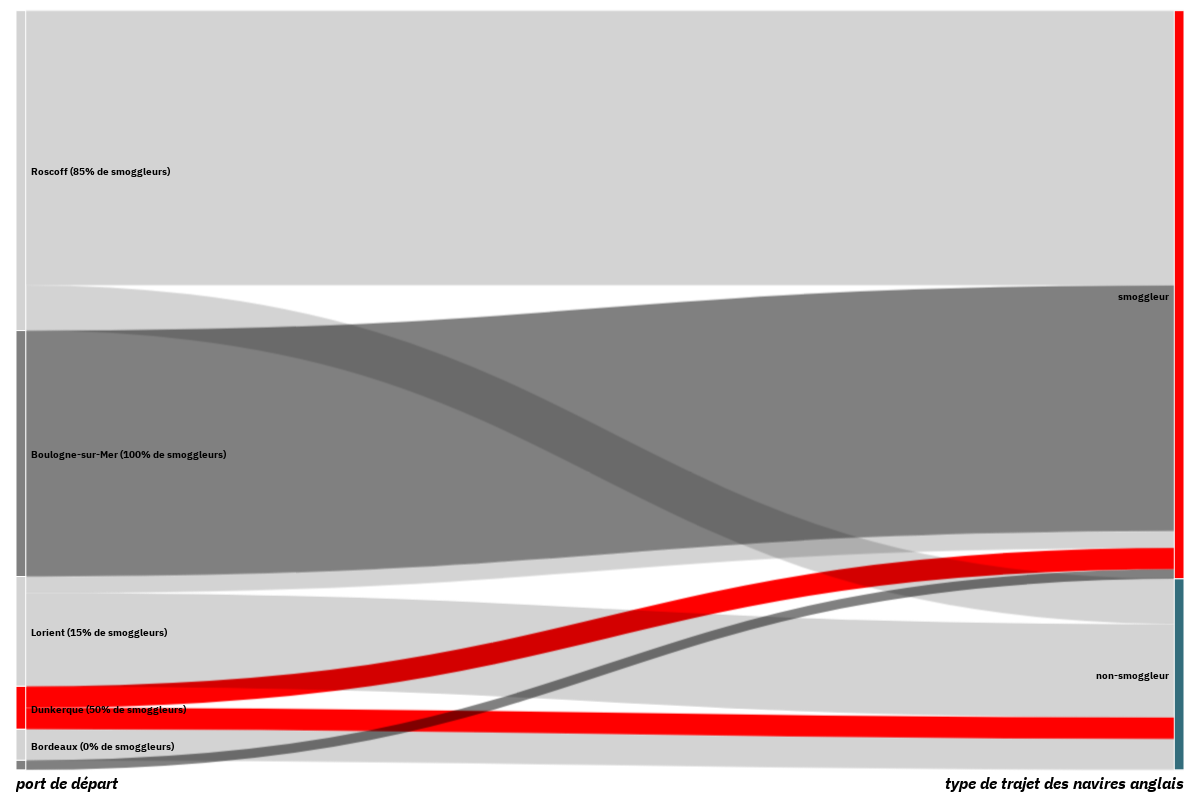 Roscoff (85% de smoggleurs)
smoggleur
Boulogne-sur-Mer (100% de smoggleurs)
Lorient (15% de smoggleurs)
non-smoggleur
Dunkerque (50% de smoggleurs)
Bordeaux (0% de smoggleurs)
port de départ
type de trajet des navires anglais